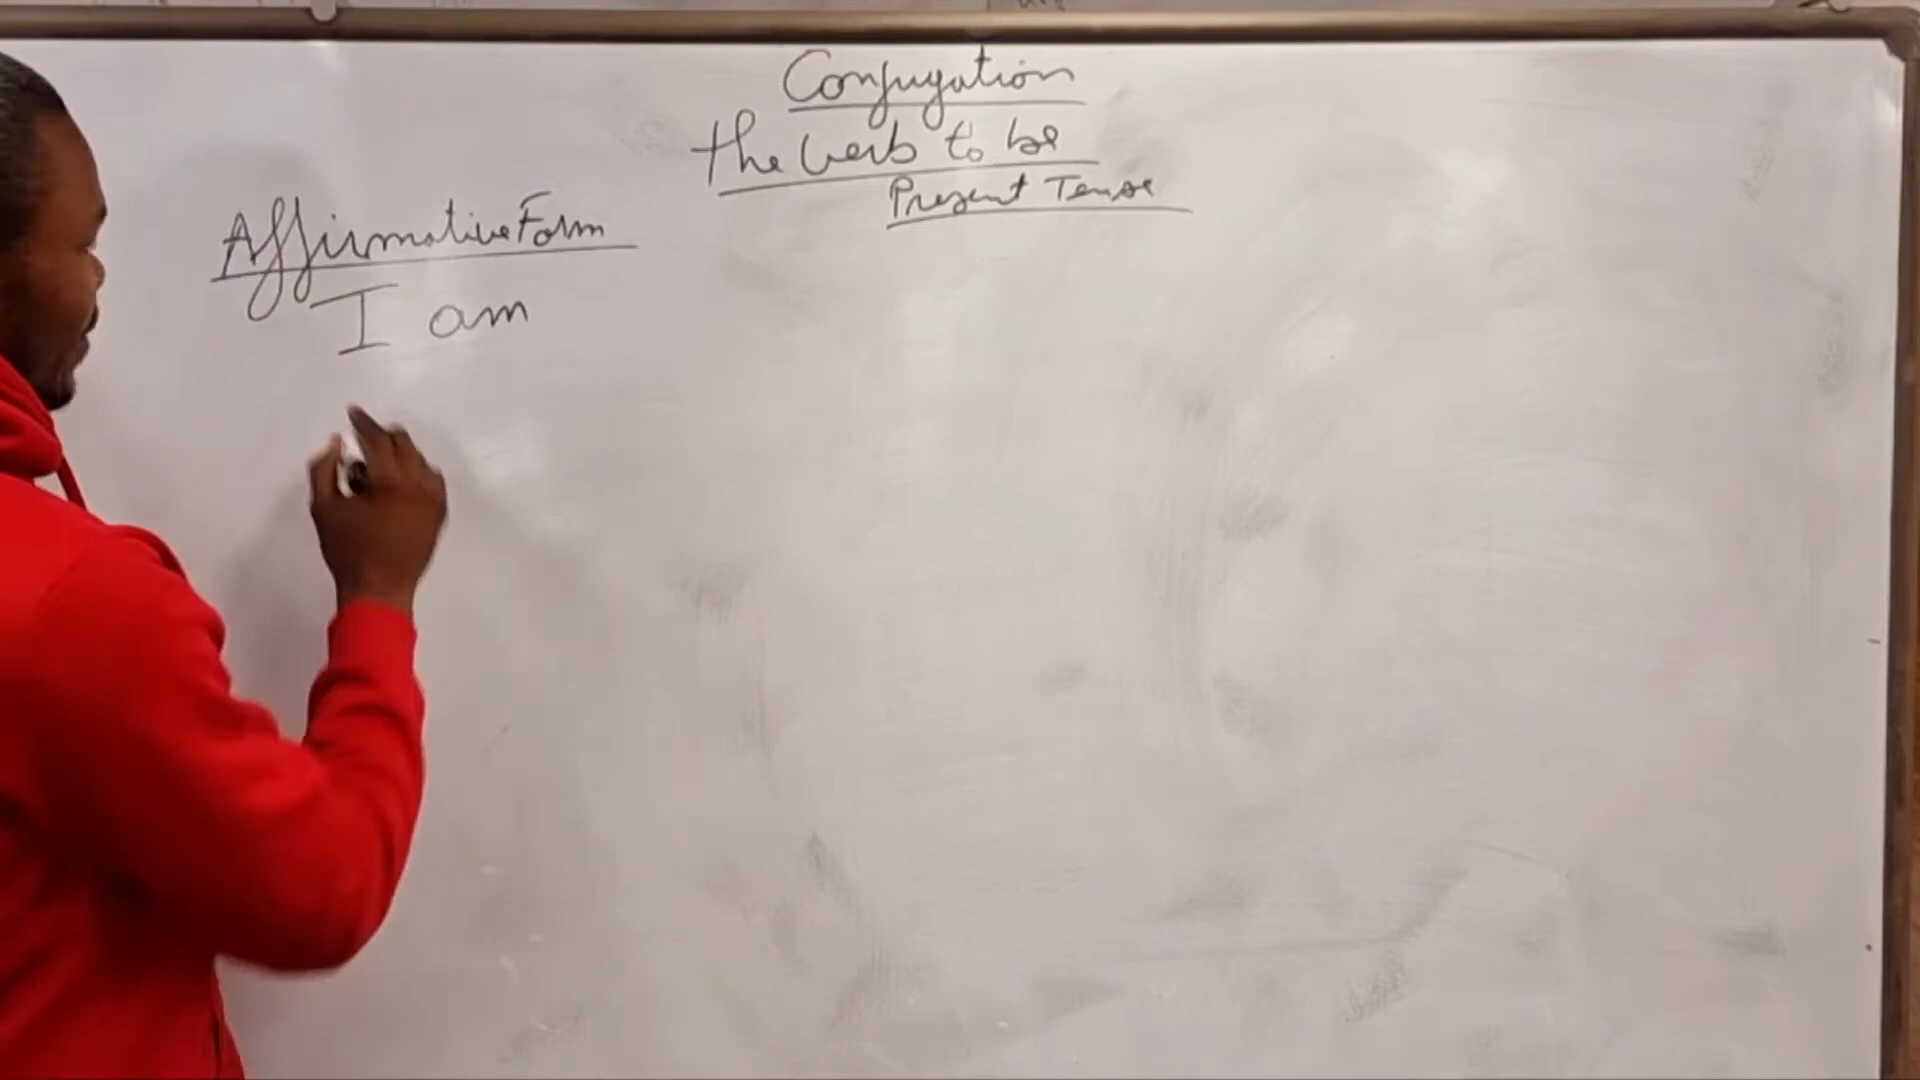 Conjugation
the verb to be
Present Tense
Affirmative Form
I am